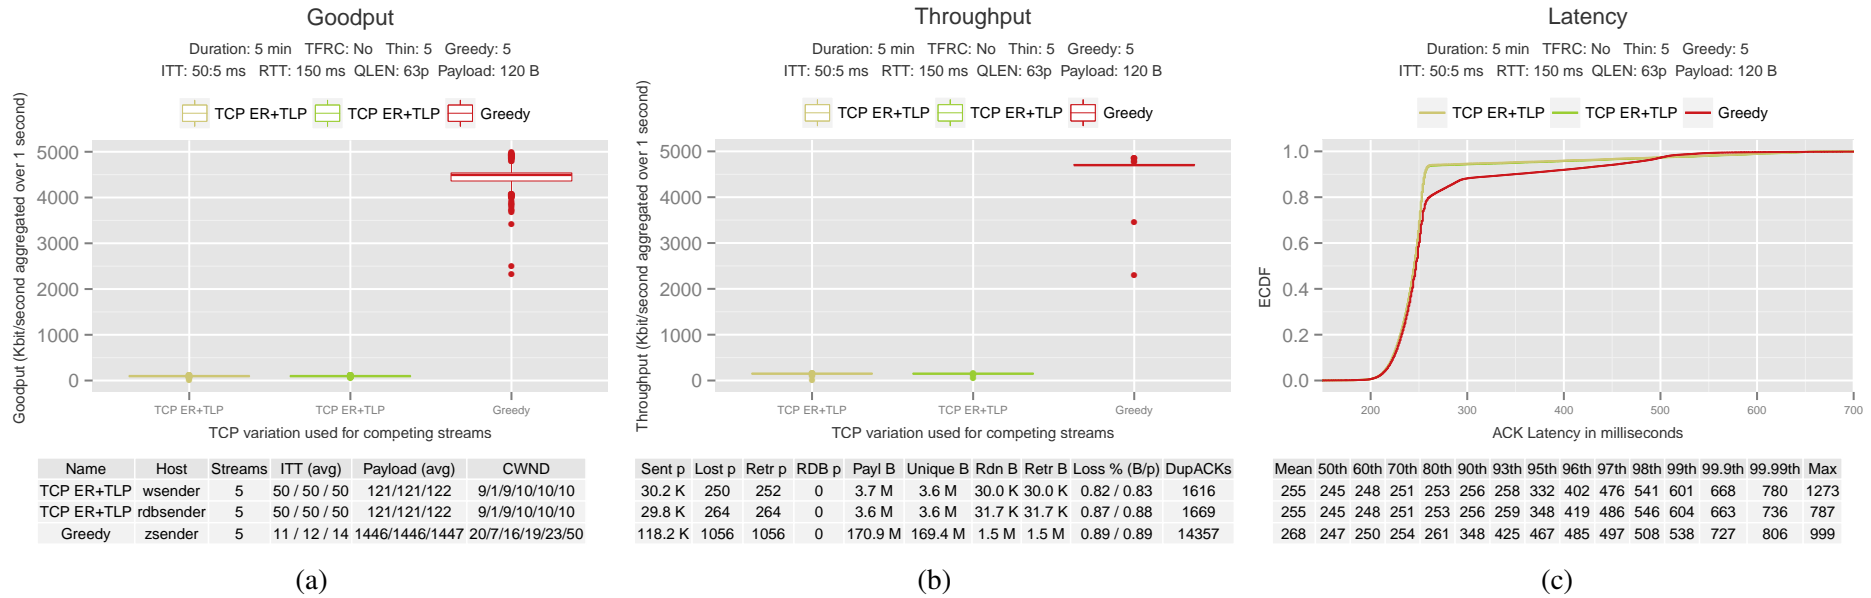 Goodput
Duration: 5 min TFRC: No Thin: 5 Greedy: 5
ITT: 50:5 ms RTT: 150 ms QLEN: 63p Payload: 120 B
TCP ER+TLP TCP ER+TLP Greedy
Goodput (Kbit/second aggregated over 1 second)
5000
4000
3000
2000
1000
0
TCP ER+TLP TCP ER+TLP Greedy
TCP variation used for competing streams
Name Host Streams ITT (avg) Payload (avg) CWND
TCP ER+TLP wsender 5 50 / 50 / 50 121/121/122 9/1/9/10/10/10
TCP ER+TLP rdbsender 5 50 / 50 / 50 121/121/122 9/1/9/10/10/10
Greedy zsender 5 11 / 12 / 14 1446/1446/1447 20/7/16/19/23/50
(a)
Throughput
Duration: 5 min TFRC: No Thin: 5 Greedy: 5
ITT: 50:5 ms RTT: 150 ms QLEN: 63p Payload: 120 B
TCP ER+TLP TCP ER+TLP Greedy
Throughput (Kbit/second aggregated over 1 second)
5000
4000
3000
2000
1000
0
TCP ER+TLP TCP ER+TLP Greedy
TCP variation used for competing streams
Sent p Lost p Retr p RDB p Payl B Unique B Rdn B Retr B Loss % (B/p) DupACKs
30.2 K 250 252 0 3.7 M 3.6 M 30.0 K 30.0 K 0.82 / 0.83 1616
29.8 K 264 264 0 3.6 M 3.6 M 31.7 K 31.7 K 0.87 / 0.88 1669
118.2 K 1056 1056 0 170.9 M 169.4 M 1.5 M 1.5 M 0.89 / 0.89 14357
(b)
Latency
Duration: 5 min TFRC: No Thin: 5 Greedy: 5
ITT: 50:5 ms RTT: 150 ms QLEN: 63p Payload: 120 B
TCP ER+TLP TCP ER+TLP Greedy
ECDF
1.0
0.8
0.6
0.4
0.2
0.0
200 300 400 500 600 700
ACK Latency in milliseconds
Mean 50th 60th 70th 80th 90th 93th 95th 96th 97th 98th 99th 99.9th 99.99th Max
255 245 248 251 253 256 258 332 402 476 541 601 668 780 1273
255 245 248 251 253 256 259 348 419 486 546 604 663 736 787
268 247 250 254 261 348 425 467 485 497 508 538 727 806 999
(c)